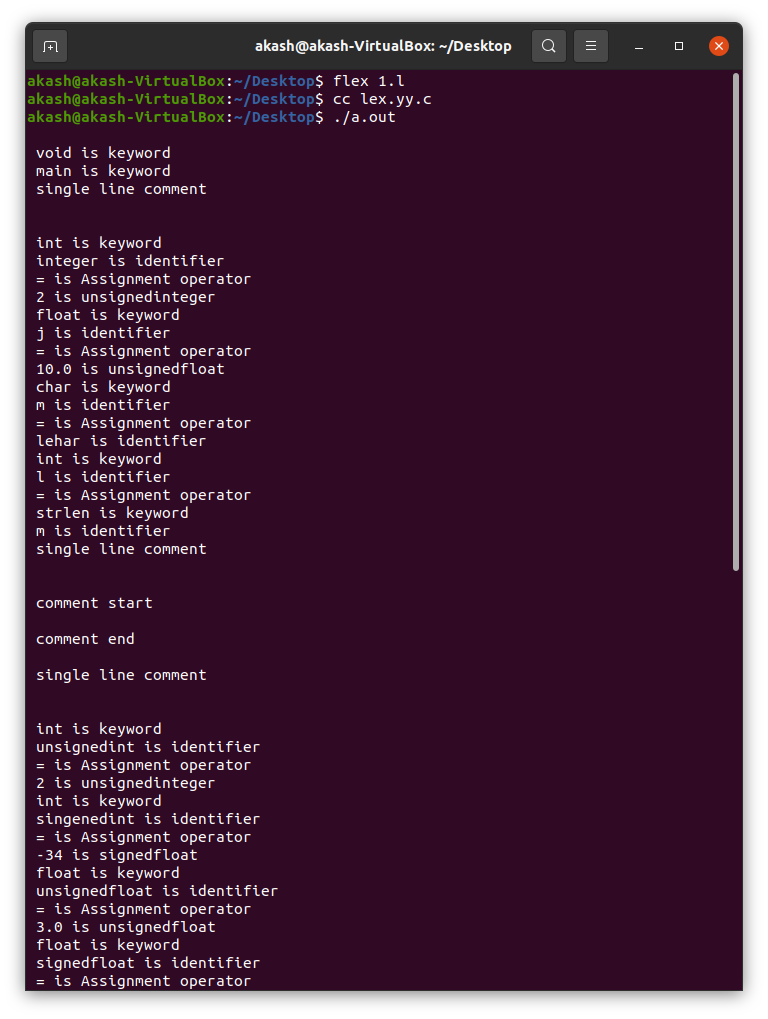 akash@akash-VirtualBox: ~/Desktop
akash@akash-VirtualBox:~/Desktop$ flex 1.l
akash@akash-VirtualBox:~/Desktop$ cc lex.yy.c
akash@akash-VirtualBox:~/Desktop$ ./a.out
void is keyword
main is keyword
single line comment
int is keyword
integer is identifier
= is Assignment operator
2 is unsignedinteger
float is keyword
j is identifier
= is Assignment operator
10.0 is unsignedfloat
char is keyword
m is identifier
= is Assignment operator
lehar is identifier
int is keyword
l is identifier
= is Assignment operator
strlen is keyword
m is identifier
single line comment
comment start
comment end
single line comment
int is keyword
unsignedint is identifier
= is Assignment operator
2 is unsignedinteger
int is keyword
singenedint is identifier
= is Assignment operator
-34 is signedfloat
float is keyword
unsignedfloat is identifier
= is Assignment operator
3.0 is unsignedfloat
float is keyword
signedfloat is identifier
= is Assignment operator